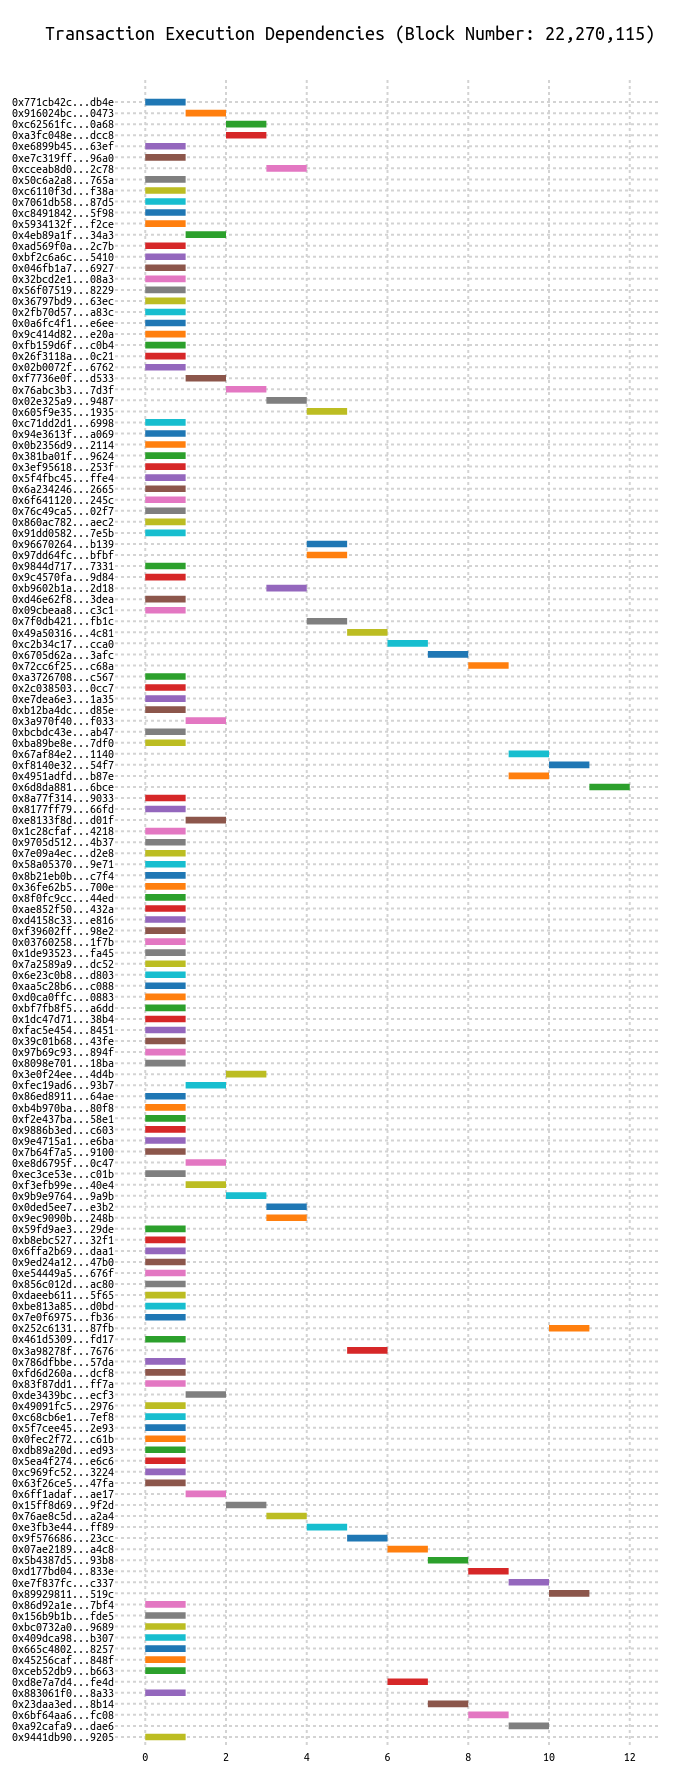 Transaction Execution Dependencies (Block Number: 22,270,115)
0x771cb42c...db4e
0x916024bc...0473
0xc62561fc...0a68
0xa3fc048e...dcc8
0xe6899b45...63ef
0xe7c319ff...96a0
0xcceab8d0...2c78
0x50c6a2a8...765a
0xc6110f3d...f38a
0x7061db58...87d5
0xc8491842...5f98
0x5934132f...f2ce
0x4eb89a1f...34a3
0xad569f0a...2c7b
0xbf2c6a6c...5410
0x046fb1a7...6927
0x32bcd2e1...08a3
0x56f07519...8229
0x36797bd9...63ec
0x2fb70d57...a83c
0x0a6fc4f1...e6ee
0x9c414d82...e20a
0xfb159d6f...c0b4
0x26f3118a...0c21
0x02b0072f...6762
0xf7736e0f...d533
0x76abc3b3...7d3f
0x02e325a9...9487
0x605f9e35...1935
0xc71dd2d1...6998
0x94e3613f...a069
0x0b2356d9...2114
0x381ba01f...9624
0x3ef95618...253f
0x5f4fbc45...ffe4
0x6a234246...2665
0x6f641120...245c
0x76c49ca5...02f7
0x860ac782...aec2
0x91dd0582...7e5b
0x96670264...b139
0x97dd64fc...bfbf
0x9844d717...7331
0x9c4570fa...9d84
0xb9602b1a...2d18
0xd46e62f8...3dea
0x09cbeaa8...c3c1
0x7f0db421...fb1c
0x49a50316...4c81
0xc2b34c17...cca0
0x6705d62a...3afc
0x72cc6f25...c68a
0xa3726708...c567
0x2c038503...0cc7
0xe7dea6e3...1a35
0xb12ba4dc...d85e
0x3a970f40...f033
0xbcbdc43e...ab47
0xba89be8e...7df0
0x67af84e2...1140
0xf8140e32...54f7
0x4951adfd...b87e
0x6d8da881...6bce
0x8a77f314...9033
0x8177ff79...66fd
0xe8133f8d...d01f
0x1c28cfaf...4218
0x9705d512...4b37
0x7e09a4ec...d2e8
0x58a05370...9e71
0x8b21eb0b...c7f4
0x36fe62b5...700e
0x8f0fc9cc...44ed
0xae852f50...432a
0xd4158c33...e816
0xf39602ff...98e2
0x03760258...1f7b
0x1de93523...fa45
0x7a2589a9...dc52
0x6e23c0b8...d803
0xaa5c28b6...c088
0xd0ca0ffc...0883
0xbf7fb8f5...a6dd
0x1dc47d71...38b4
0xfac5e454...8451
0x39c01b68...43fe
0x97b69c93...894f
0x8098e701...18ba
0x3e0f24ee...4d4b
0xfec19ad6...93b7
0x86ed8911...64ae
0xb4b970ba...80f8
0xf2e437ba...58e1
0x9886b3ed...c603
0x9e4715a1...e6ba
0x7b64f7a5...9100
0xe8d6795f...0c47
0xec3ce53e...c01b
0xf3efb99e...40e4
0x9b9e9764...9a9b
0x0ded5ee7...e3b2
0x9ec9090b...248b
0x59fd9ae3...29de
0xb8ebc527...32f1
0x6ffa2b69...daa1
0x9ed24a12...47b0
0xe54449a5...676f
0x856c012d...ac80
0xdaeeb611...5f65
0xbe813a85...d0bd
0x7e0f6975...fb36
0x252c6131...87fb
0x461d5309...fd17
0x3a98278f...7676
0x786dfbbe...57da
0xfd6d260a...dcf8
0x83f87dd1...ff7a
0xde3439bc...ecf3
0x49091fc5...2976
0xc68cb6e1...7ef8
0x5f7cee45...2e93
0x0fec2f72...c61b
0xdb89a20d...ed93
0x5ea4f274...e6c6
0xc969fc52...3224
0x63f26ce5...47fa
0x6ff1adaf...ae17
0x15ff8d69...9f2d
0x76ae8c5d...a2a4
0xe3fb3e44...ff89
0x9f576686...23cc
0x07ae2189...a4c8
0x5b4387d5...93b8
0xd177bd04...833e
0xe7f837fc...c337
0x89929811...519c
0x86d92a1e...7bf4
0x156b9b1b...fde5
0xbc0732a0...9689
0x409dca98...b307
0x665c4802...8257
0x45256caf...848f
0xceb52db9...b663
0xd8e7a7d4...fe4d
0x883061f0...8a33
0x23daa3ed...8b14
0x6bf64aa6...fc08
0xa92cafa9...dae6
0x9441db90...9205
0 2 4 6 8 10 12